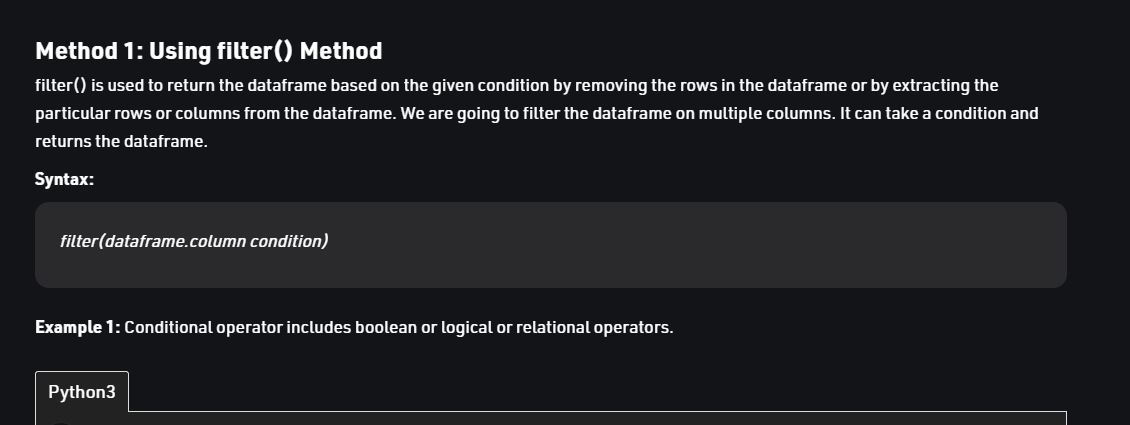 Method 1: Using filter() Method
filter() is used to return the dataframe based on the given condition by removing the rows in the dataframe or by extracting the
particular rows or columns from the dataframe. We are going to filter the dataframe on multiple columns. It can take a condition and
returns the dataframe.
Syntax:
filter(dataframe.column condition)
Example 1: Conditional operator includes boolean or logical or relational operators.
Python3